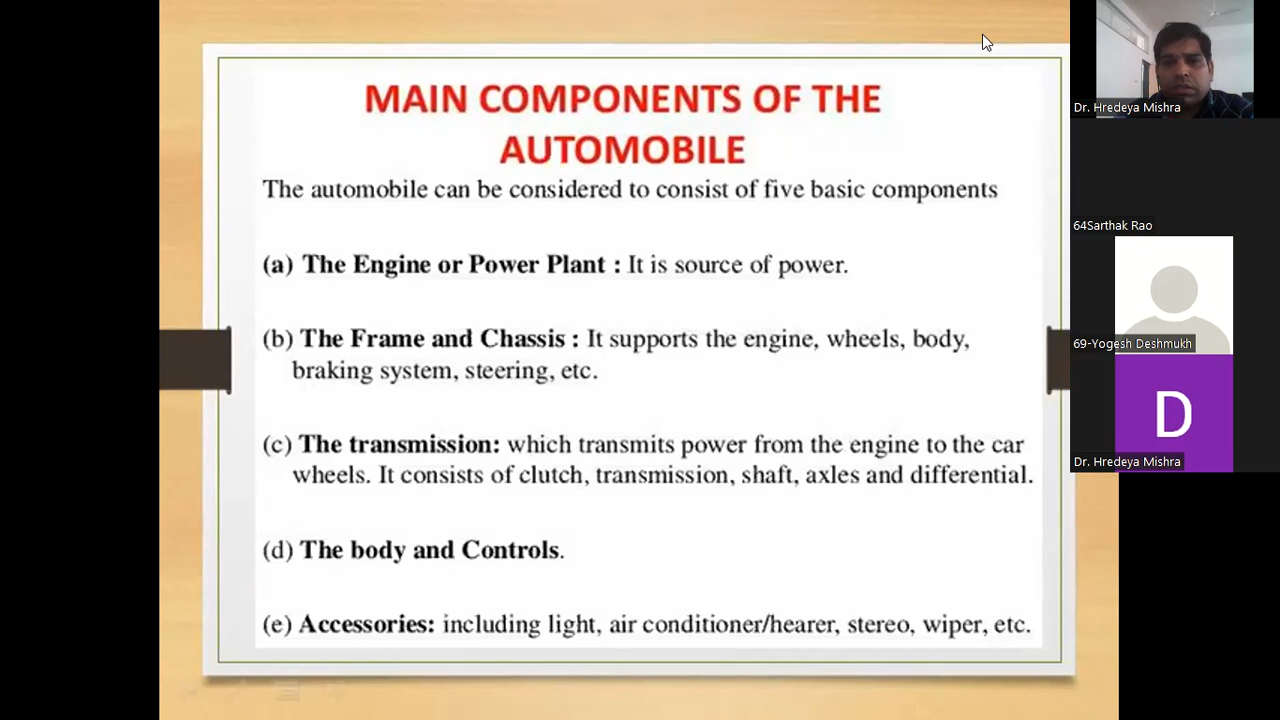 MAIN COMPONENTS OF THE
AUTOMOBILE
The automobile can be considered to consist of five basic components
(a) The Engine or Power Plant : It is source of power.
(b) The Frame and Chassis : It supports the engine, wheels, body,
braking system, steering, etc.
(c) The transmission: which transmits power from the engine to the car
wheels. It consists of clutch, transmission, shaft, axles and differential.
(d) The body and Controls.
(e) Accessories: including light, air conditioner/hearer, stereo, wiper, etc.
Dr. Hredeya Mishra
64Sarthak Rao
69-Yogesh Deshmukh
D
Dr. Hredeya Mishra